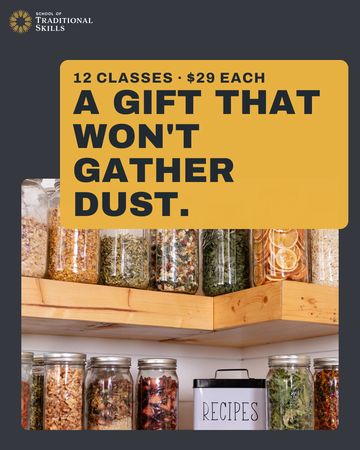 SCHOOL OF
TRADITIONAL
SKILLS
12 CLASSES · $29 EACH
A GIFT THAT
WON'T
GATHER
DUST.
RECIPES